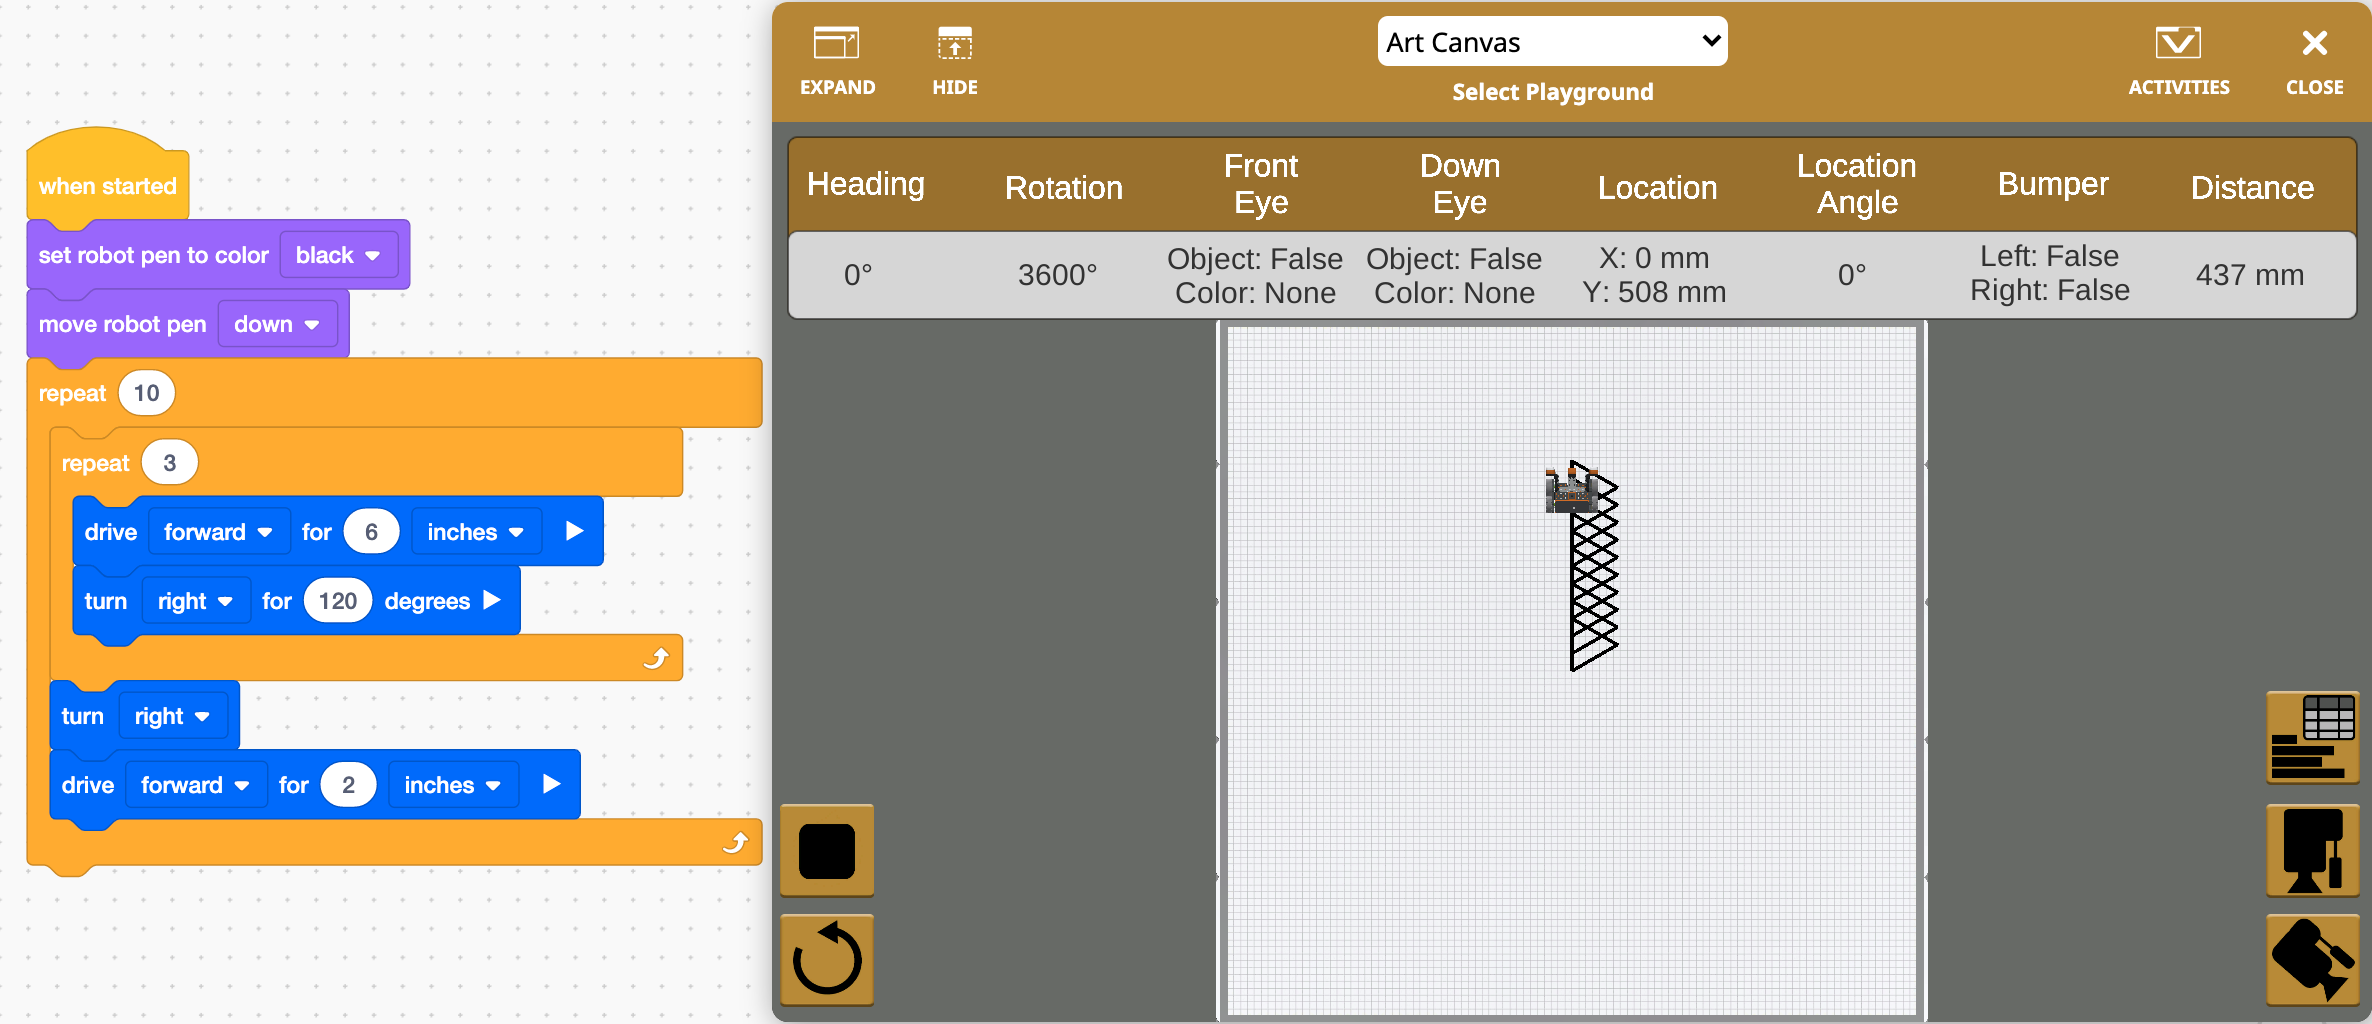 when started
set robot pen to color black
move robot pen down
repeat 10
repeat 3
drive forward for 6 inches
turn right for 120 degrees
turn right
drive forward for 2 inches
EXPAND
HIDE
Art Canvas
Select Playground
ACTIVITIES
CLOSE
Heading
Rotation
Front
Eye
Down
Eye
Location
Location
Angle
Bumper
Distance
0°
3600°
Object: False
Color: None
Object: False
Color: None
X: 0 mm
Y: 508 mm
0°
Left: False
Right: False
437 mm